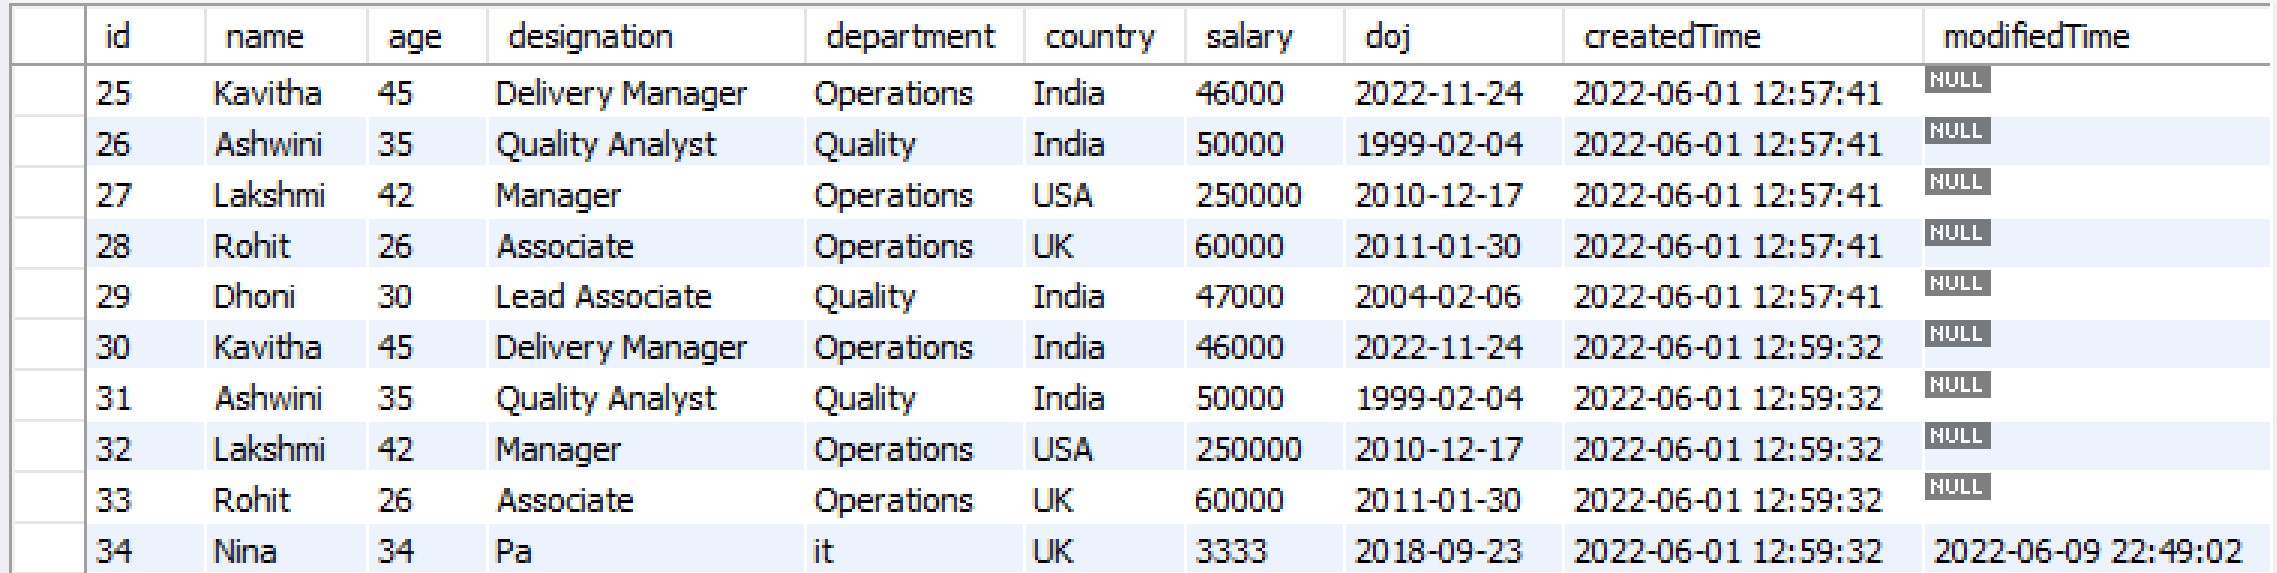 id name age designation department country salary doj createdTime modifiedTime
25 Kavitha 45 Delivery Manager Operations India 46000 2022-11-24 2022-06-01 12:57:41 NULL
26 Ashwini 35 Quality Analyst Quality India 50000 1999-02-04 2022-06-01 12:57:41 NULL
27 Lakshmi 42 Manager Operations USA 250000 2010-12-17 2022-06-01 12:57:41 NULL
28 Rohit 26 Associate Operations UK 60000 2011-01-30 2022-06-01 12:57:41 NULL
29 Dhoni 30 Lead Associate Quality India 47000 2004-02-06 2022-06-01 12:57:41 NULL
30 Kavitha 45 Delivery Manager Operations India 46000 2022-11-24 2022-06-01 12:59:32 NULL
31 Ashwini 35 Quality Analyst Quality India 50000 1999-02-04 2022-06-01 12:59:32 NULL
32 Lakshmi 42 Manager Operations USA 250000 2010-12-17 2022-06-01 12:59:32 NULL
33 Rohit 26 Associate Operations UK 60000 2011-01-30 2022-06-01 12:59:32 NULL
34 Nina 34 Pa it UK 3333 2018-09-23 2022-06-01 12:59:32 2022-06-09 22:49:02